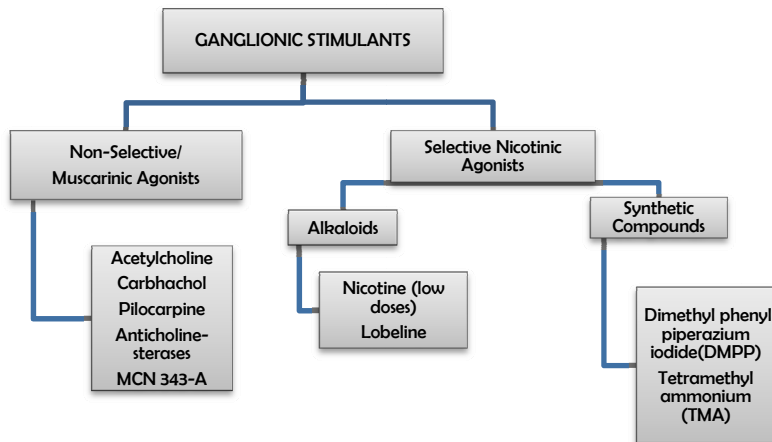 GANGLIONIC STIMULANTS
Non-Selective/
Muscarinic Agonists
Selective Nicotinic
Agonists
Acetylcholine
Carbhachol
Pilocarpine
Anticholine-
sterases
MCN 343-A
Alkaloids
Nicotine (low
doses)
Lobeline
Synthetic
Compounds
Dimethyl phenyl
piperazium
iodide(DMPP)
Tetramethyl
ammonium
(TMA)